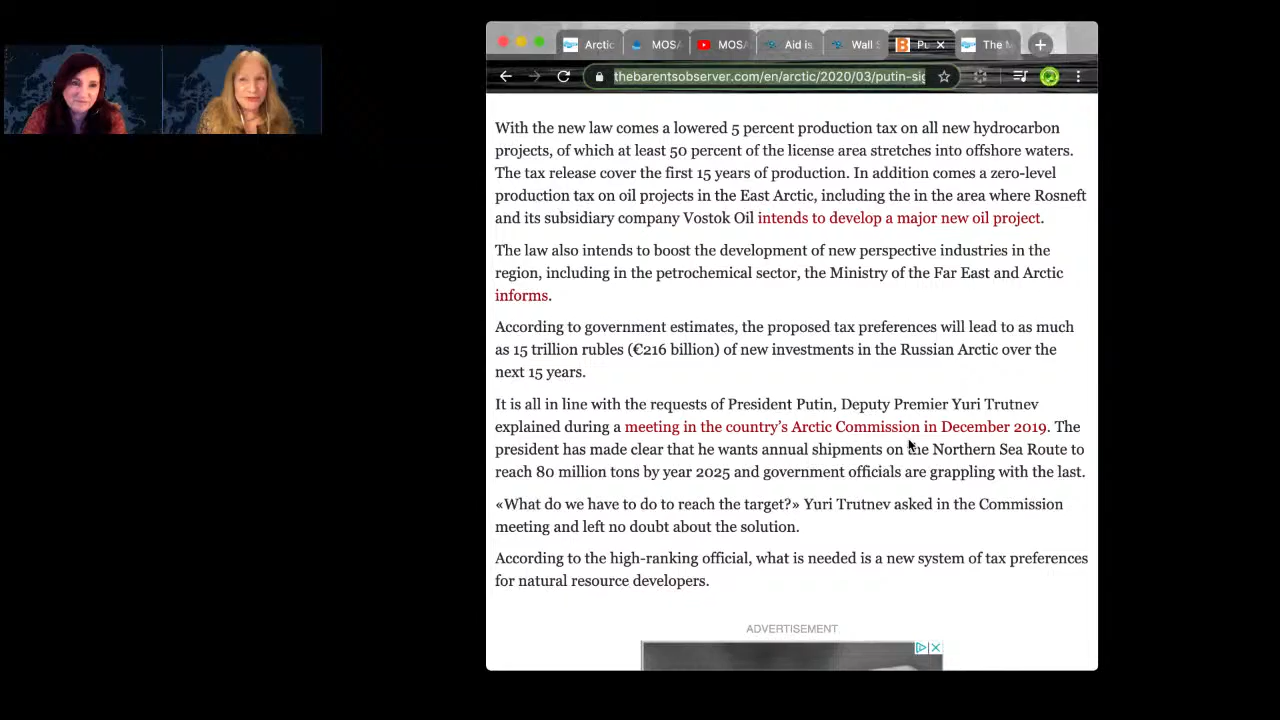 Arctic
MOSA
MOSA
Aid is
Wall S
Pu
The M
thebarentsobserver.com/en/arctic/2020/03/putin-sig
With the new law comes a lowered 5 percent production tax on all new hydrocarbon
projects, of which at least 50 percent of the license area stretches into offshore waters.
The tax release cover the first 15 years of production. In addition comes a zero-level
production tax on oil projects in the East Arctic, including the in the area where Rosneft
and its subsidiary company Vostok Oil intends to develop a major new oil project.
The law also intends to boost the development of new perspective industries in the
region, including in the petrochemical sector, the Ministry of the Far East and Arctic
informs.
According to government estimates, the proposed tax preferences will lead to as much
as 15 trillion rubles (€216 billion) of new investments in the Russian Arctic over the
next 15 years.
It is all in line with the requests of President Putin, Deputy Premier Yuri Trutnev
explained during a meeting in the country's Arctic Commission in December 2019. The
president has made clear that he wants annual shipments on the Northern Sea Route to
reach 80 million tons by year 2025 and government officials are grappling with the last.
«What do we have to do to reach the target?» Yuri Trutnev asked in the Commission
meeting and left no doubt about the solution.
According to the high-ranking official, what is needed is a new system of tax preferences
for natural resource developers.
ADVERTISEMENT